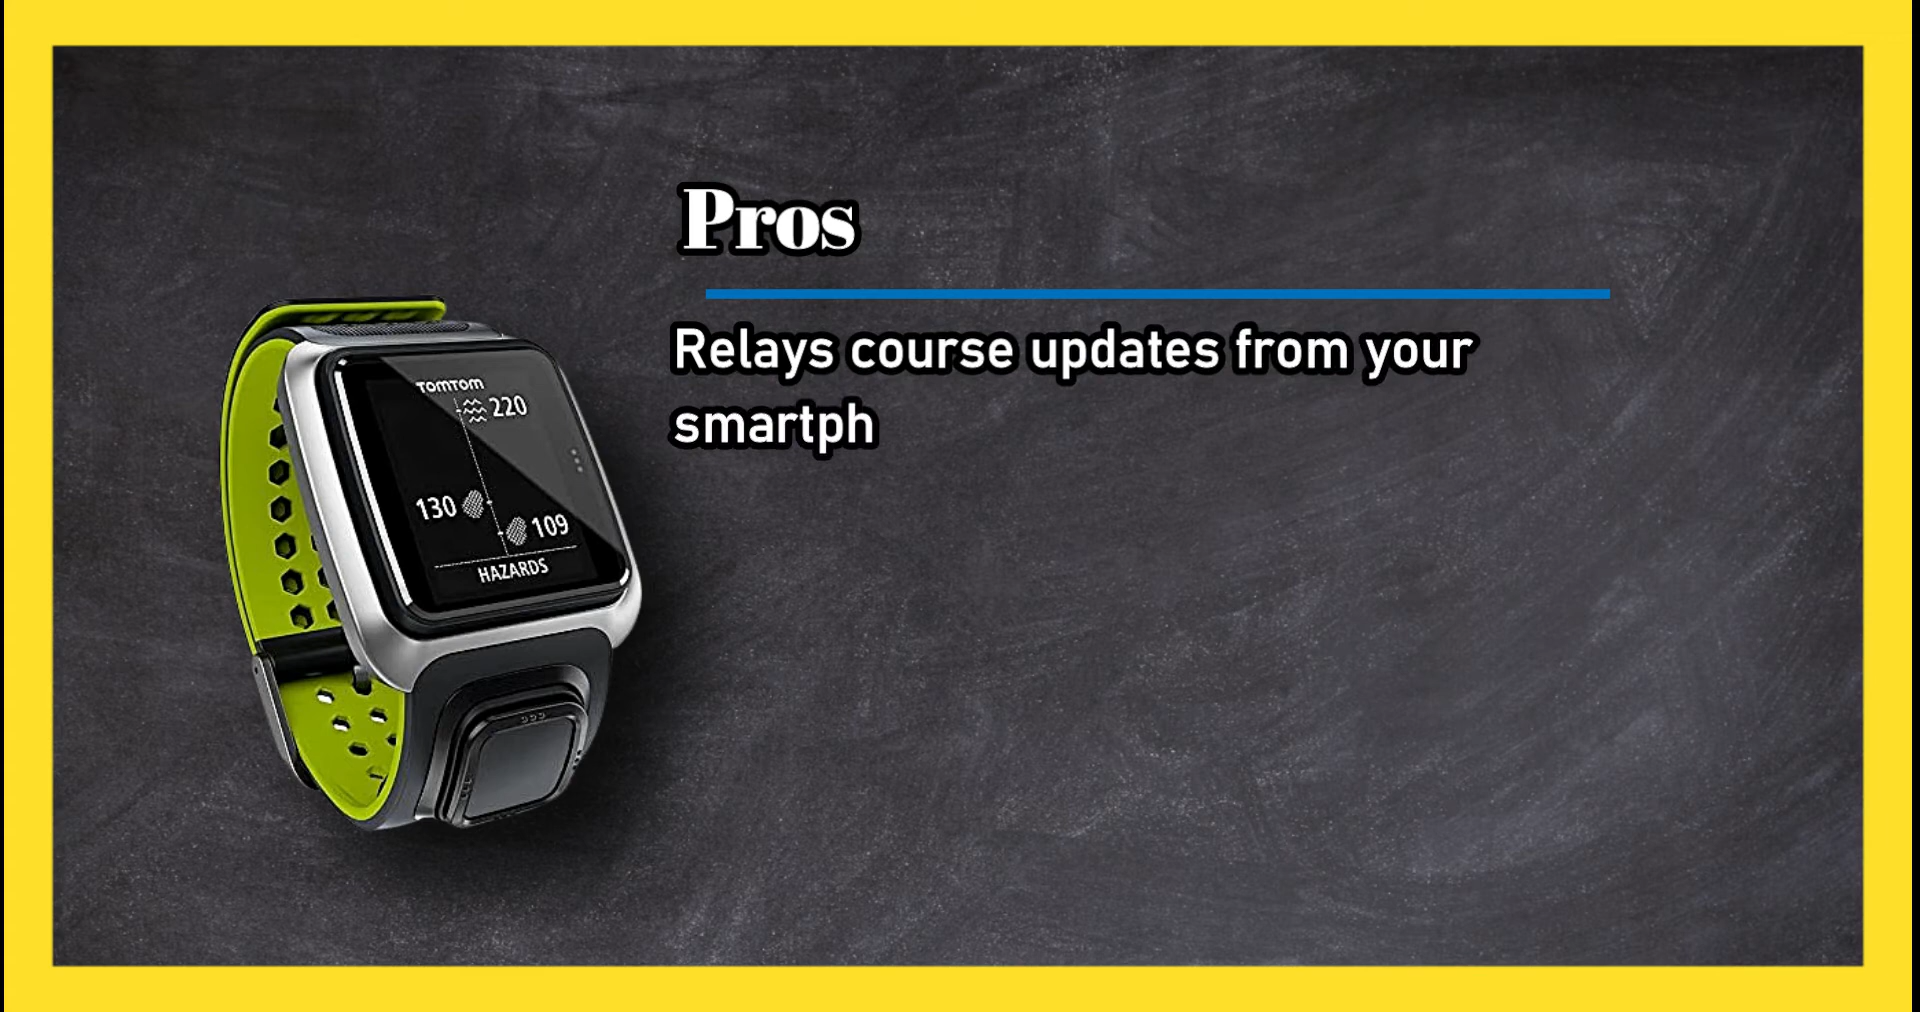 Pros
Relays course updates from your
smartph
TOMTOM
220
130
109
HAZARDS